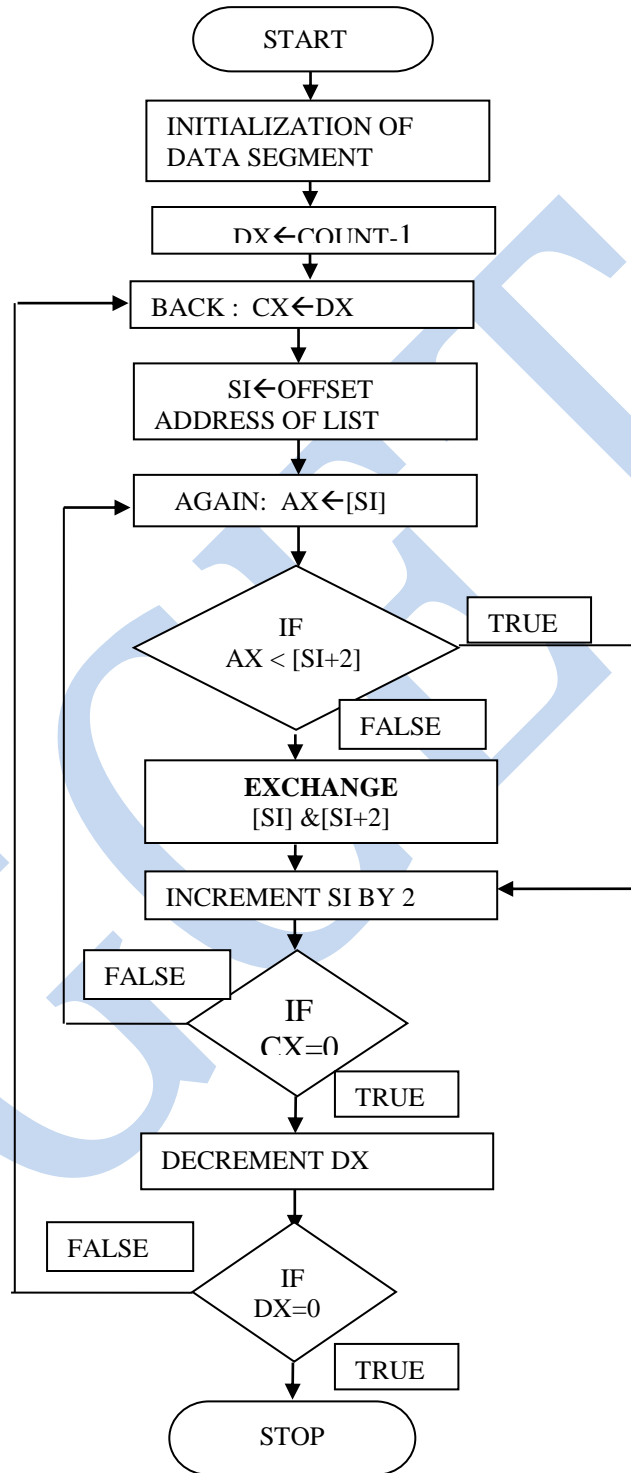 START
INITIALIZATION OF
DATA SEGMENT
DX←COUNT-1
BACK : CX←DX
SI←OFFSET
ADDRESS OF LIST
AGAIN: AX←[SI]
IF
AX < [SI+2]
TRUE
FALSE
EXCHANGE
[SI] &[SI+2]
INCREMENT SI BY 2
FALSE
IF
CX=0
TRUE
DECREMENT DX
FALSE
IF
DX=0
TRUE
STOP